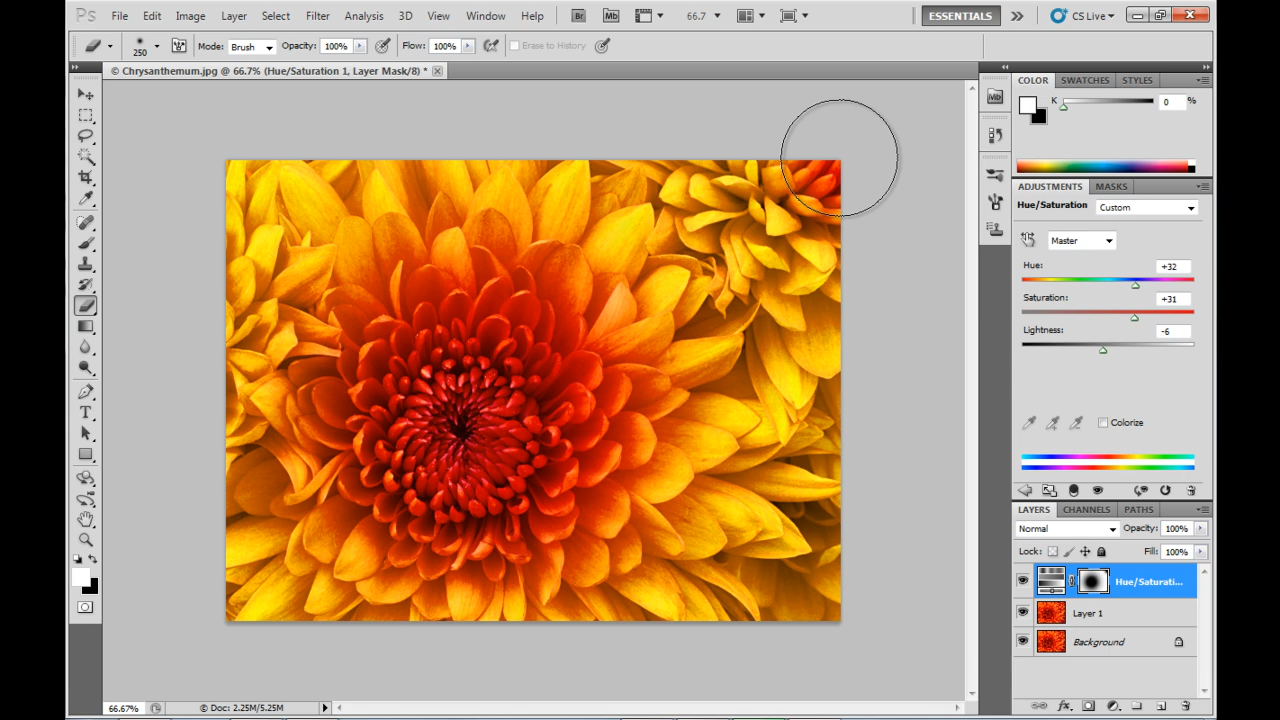 Ps File Edit Image Layer Select Filter Analysis 3D View Window Help Br Mb 66.7 ESSENTIALS CS Live
250 Mode: Brush Opacity: 100% Flow: 100% Erase to History
© Chrysanthemum.jpg @ 66.7% (Hue/Saturation 1, Layer Mask/8) *
Mb
T
COLOR SWATCHES STYLES
K 0 %
ADJUSTMENTS MASKS
Hue/Saturation Custom
Master
Hue: +32
Saturation: +31
Lightness: -6
Colorize
LAYERS CHANNELS PATHS
Normal Opacity: 100%
Lock: Fill: 100%
Hue/Saturati...
Layer 1
Background
fx
66.67% © Doc: 2.25M/5.25M